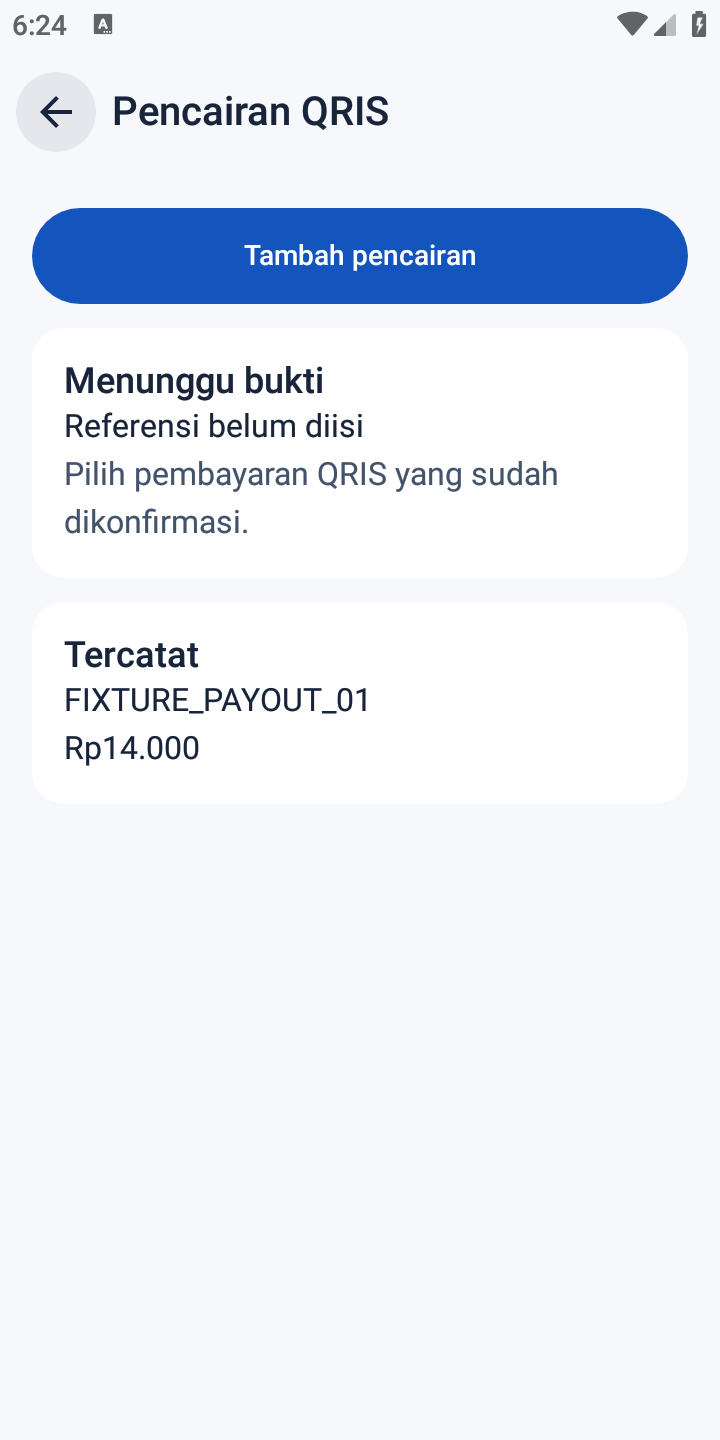 6:24
Pencairan QRIS
Tambah pencairan
Menunggu bukti
Referensi belum diisi
Pilih pembayaran QRIS yang sudah
dikonfirmasi.
Tercatat
FIXTURE_PAYOUT_01
Rp14.000